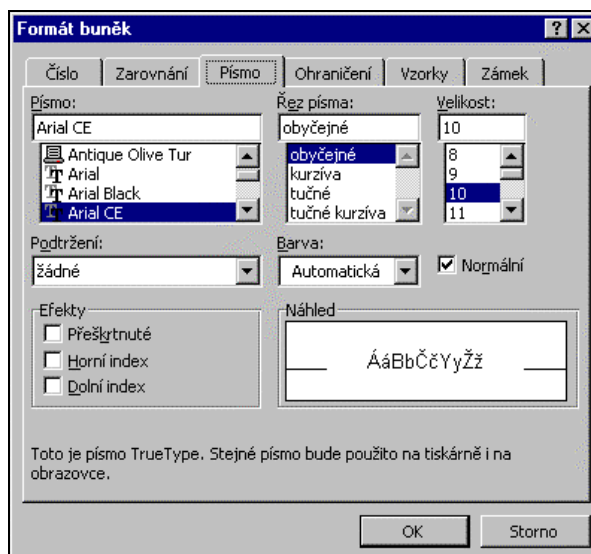 Formát buněk
Číslo Zarovnání Písmo Ohraničení Vzorky Zámek
Písmo: Řez písma: Velikost:
Arial CE obyčejné 10
Antique Olive Tur obyčejné 8
Arial kurzíva 9
Arial Black tučné 10
Arial CE tučné kurzíva 11
Podtržení: Barva:
žádné Automatická Normální
Efekty Náhled
Přeškrtnuté
Horní index
Dolní index
ÁáBbČčYyŽž
Toto je písmo TrueType. Stejné písmo bude použito na tiskárně i na
obrazovce.
OK Storno